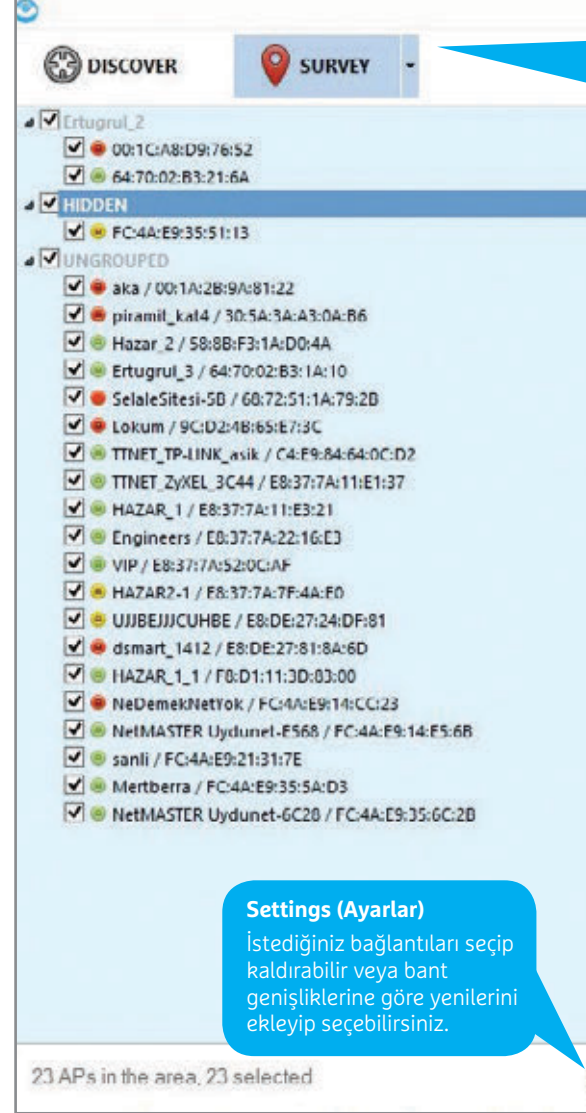 DISCOVER
SURVEY
Ertugrul_2
00:1C:A8:D9:76:52
64:70:02:B3:21:6A
HIDDEN
FC:4A:E9:35:51:13
UNGROUPED
aka / 00:1A:2B:9A:81:22
piramit_kat4 / 30:5A:3A:A3:0A:B6
Hazar_2 / 58:8B:F3:1A:D0:4A
Ertugrul_3 / 64:70:02:B3:1A:10
SelaleSitesi-5B / 68:72:51:1A:79:2B
Lokum / 9C:D2:4B:65:E7:3C
TTNET_TP-LINK_asik / C4:E9:84:64:0C:D2
TTNET_ZyXEL_3C44 / E8:37:7A:11:E1:37
HAZAR_1 / E8:37:7A:11:E3:21
Engineers / E8:37:7A:22:16:E3
VIP / E8:37:7A:52:0C:AF
HAZAR2-1 / E8:37:7A:7F:4A:E0
UJJBEJJJCUHBE / E8:DE:27:24:DF:81
dsmart_1412 / E8:DE:27:81:8A:6D
HAZAR_1_1 / F8:D1:11:3D:83:00
NeDemekNetYok / FC:4A:E9:14:CC:23
NetMASTER Uydunet-E568 / FC:4A:E9:14:E5:6B
sanli / FC:4A:E9:21:31:7E
Mertberra / FC:4A:E9:35:5A:D3
NetMASTER Uydunet-6C28 / FC:4A:E9:35:6C:2B
Settings (Ayarlar)
İstediğiniz bağlantıları seçip
kaldırabilir veya bant
genişliklerine göre yenilerini
ekleyip seçebilirsiniz.
23 APs in the area, 23 selected